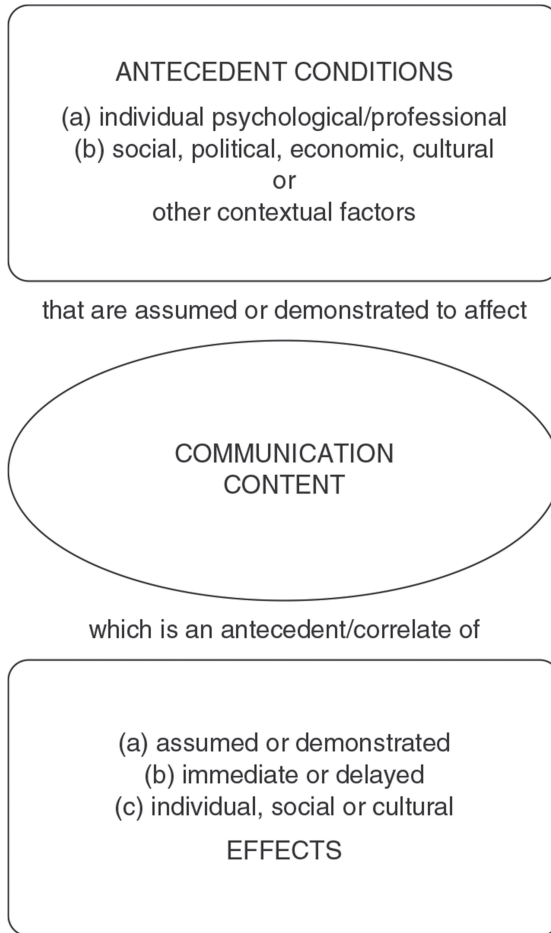 ANTECEDENT CONDITIONS
(a) individual psychological/professional
(b) social, political, economic, cultural
or
other contextual factors
that are assumed or demonstrated to affect
COMMUNICATION
CONTENT
which is an antecedent/correlate of
(a) assumed or demonstrated
(b) immediate or delayed
(c) individual, social or cultural
EFFECTS